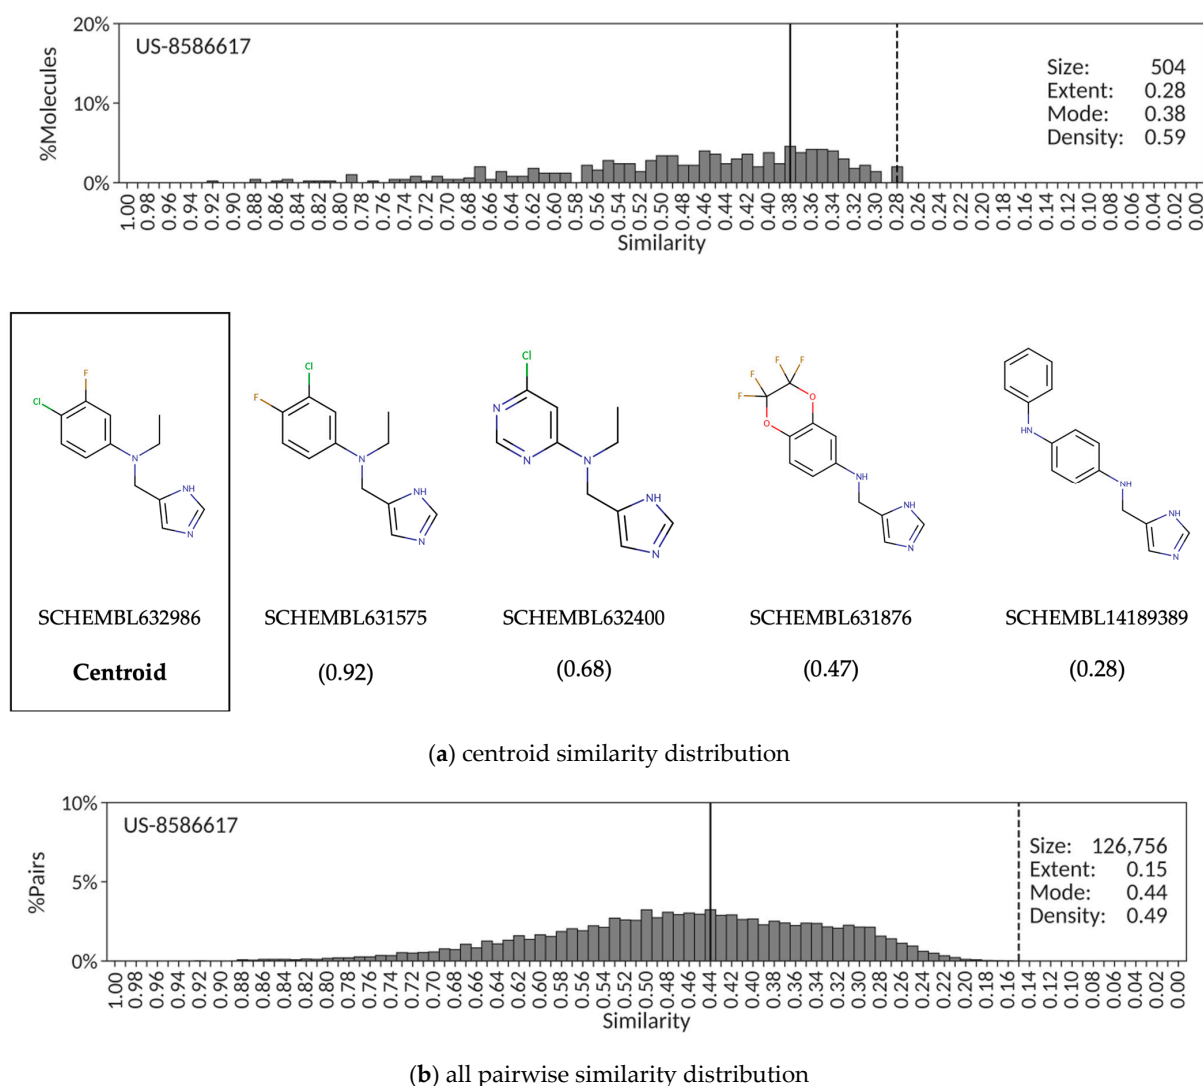 20%
10%
0%
%Molecules
US-8586617
Size: 504
Extent: 0.28
Mode: 0.38
Density: 0.59
1.00 0.98 0.96 0.94 0.92 0.90 0.88 0.86 0.84 0.82 0.80 0.78 0.76 0.74 0.72 0.70 0.68 0.66 0.64 0.62 0.60 0.58 0.56 0.54 0.52 0.50 0.48 0.46 0.44 0.42 0.40 0.38 0.36 0.34 0.32 0.30 0.28 0.26 0.24 0.22 0.20 0.18 0.16 0.14 0.12 0.10 0.08 0.06 0.04 0.02 0.00
Similarity
F
Cl
N
NH
N
Cl
F
N
NH
N
Cl
N
N
N
NH
N
F
F
F
F
O
O
NH
NH
N
HN
NH
NH
N
SCHEMBL632986 SCHEMBL631575 SCHEMBL632400 SCHEMBL631876 SCHEMBL14189389
Centroid (0.92) (0.68) (0.47) (0.28)
(a) centroid similarity distribution
10%
5%
0%
%Pairs
US-8586617
Size: 126,756
Extent: 0.15
Mode: 0.44
Density: 0.49
1.00 0.98 0.96 0.94 0.92 0.90 0.88 0.86 0.84 0.82 0.80 0.78 0.76 0.74 0.72 0.70 0.68 0.66 0.64 0.62 0.60 0.58 0.56 0.54 0.52 0.50 0.48 0.46 0.44 0.42 0.40 0.38 0.36 0.34 0.32 0.30 0.28 0.26 0.24 0.22 0.20 0.18 0.16 0.14 0.12 0.10 0.08 0.06 0.04 0.02 0.00
Similarity
(b) all pairwise similarity distribution